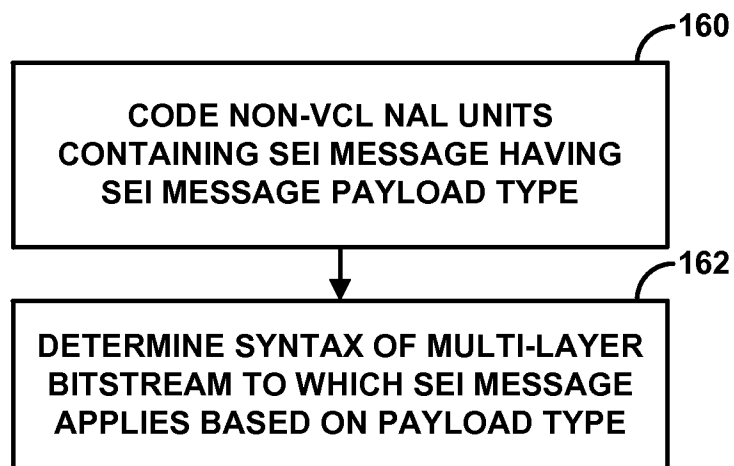 160
CODE NON-VCL NAL UNITS
CONTAINING SEI MESSAGE HAVING
SEI MESSAGE PAYLOAD TYPE
162
DETERMINE SYNTAX OF MULTI-LAYER
BITSTREAM TO WHICH SEI MESSAGE
APPLIES BASED ON PAYLOAD TYPE